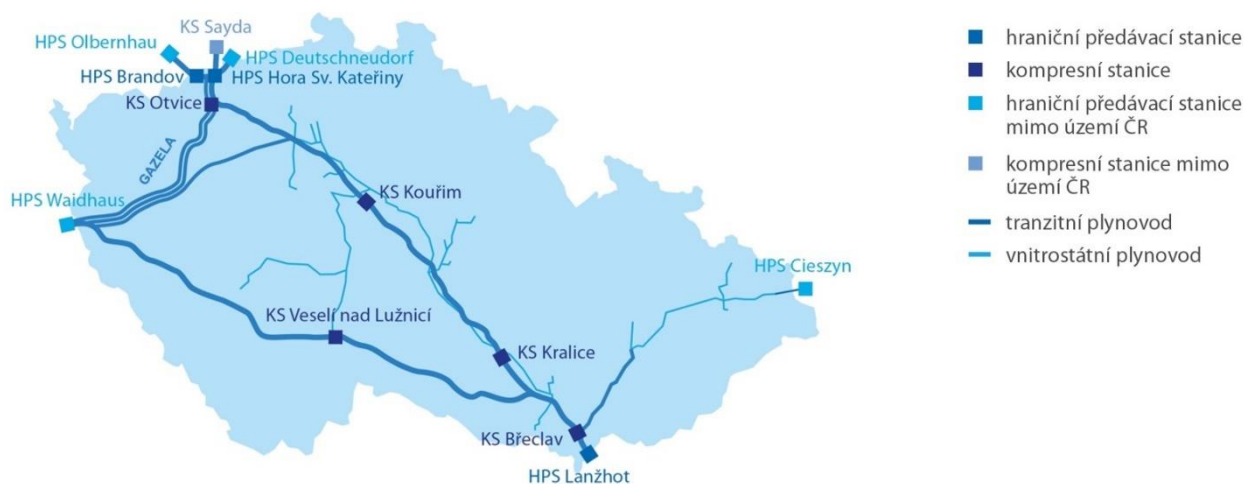 KS Sayda
HPS Olbernhau
HPS Deutschneudorf
HPS Brandov
HPS Hora Sv. Kateřiny
KS Otvice
GAZELA
HPS Waidhaus
KS Kouřim
HPS Cieszyn
KS Veselí nad Lužnicí
KS Kralice
KS Břeclav
HPS Lanžhot
hraniční předávací stanice
kompresní stanice
hraniční předávací stanice
mimo území ČR
kompresní stanice mimo
území ČR
tranzitní plynovod
vnitrostátní plynovod